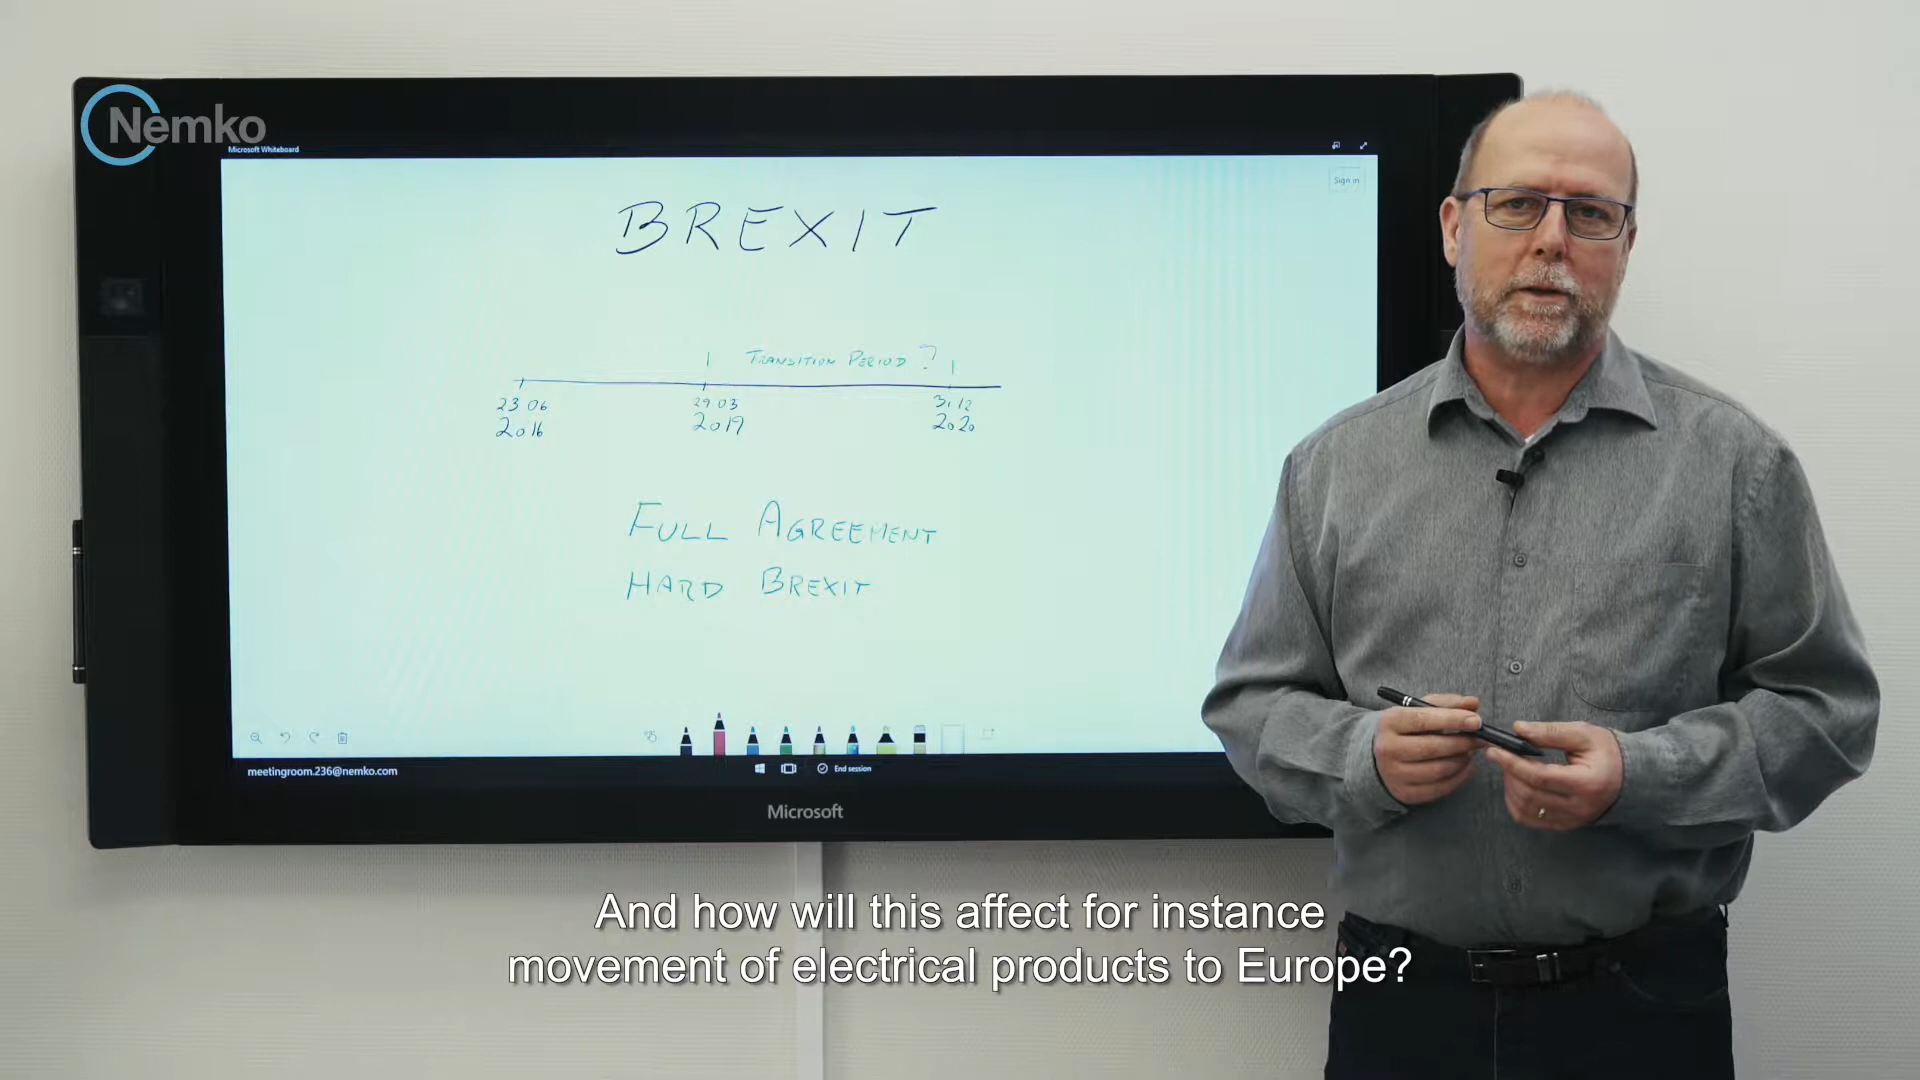 Nemko
Microsoft Whiteboard
Sign in
BREXIT
TRANSITION PERIOD ?
23 06
2016
29 03
2019
31 12
2020
FULL AGREEMENT
HARD BREXIT
meetingroom.236@nemko.com
End session
Microsoft
And how will this affect for instance
movement of electrical products to Europe?